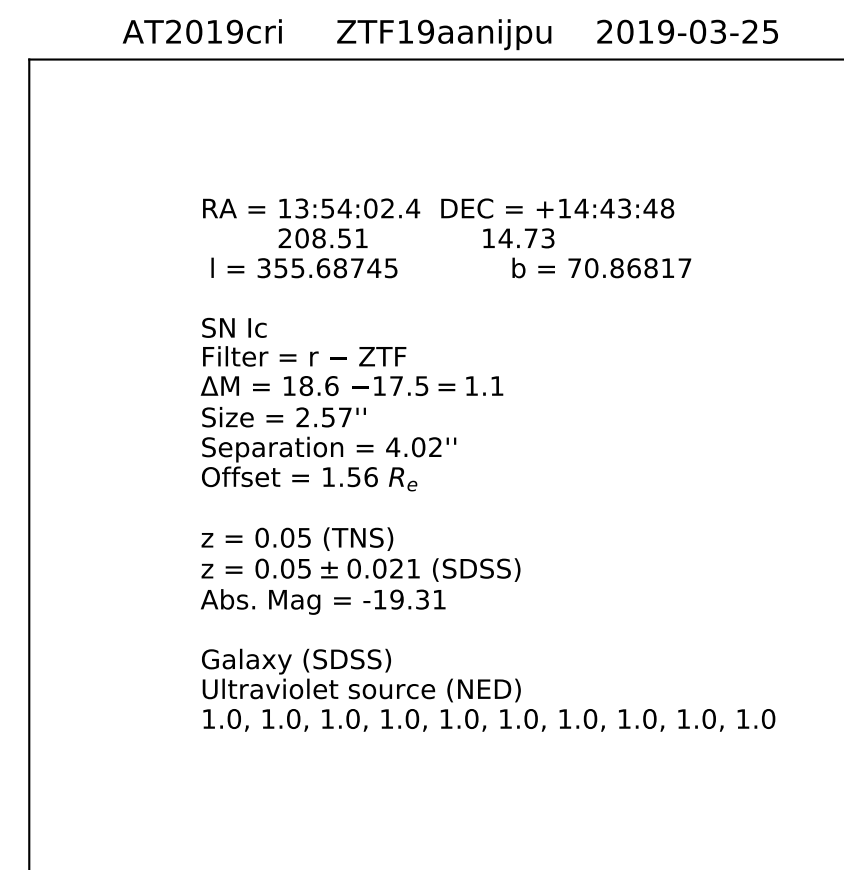 AT2019cri ZTF19aanijpu 2019-03-25
RA = 13:54:02.4 DEC = +14:43:48
208.51 14.73
l = 355.68745 b = 70.86817
SN Ic
Filter = r − ZTF
ΔM = 18.6 −17.5 = 1.1
Size = 2.57''
Separation = 4.02''
Offset = 1.56 Rₑ
z = 0.05 (TNS)
z = 0.05 ± 0.021 (SDSS)
Abs. Mag = -19.31
Galaxy (SDSS)
Ultraviolet source (NED)
1.0, 1.0, 1.0, 1.0, 1.0, 1.0, 1.0, 1.0, 1.0, 1.0